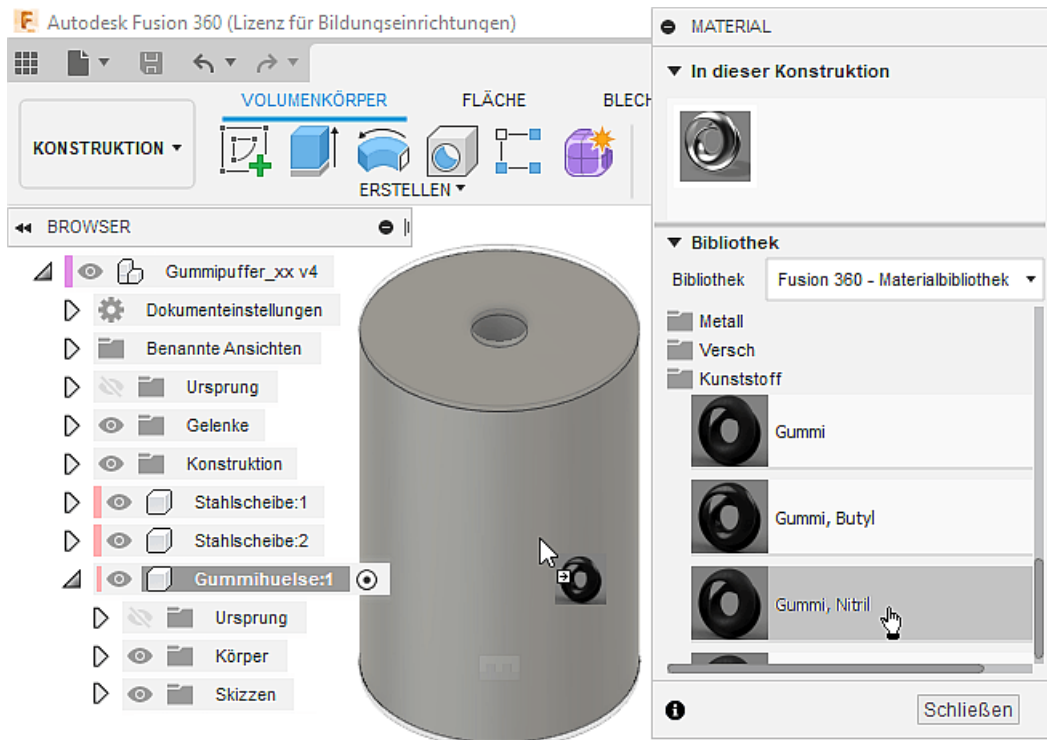 Autodesk Fusion 360 (Lizenz für Bildungseinrichtungen)
KONSTRUKTION
VOLUMENKÖRPER
FLÄCHE
BLECH
ERSTELLEN
BROWSER
Gummipuffer_xx v4
Dokumenteinstellungen
Benannte Ansichten
Ursprung
Gelenke
Konstruktion
Stahlscheibe:1
Stahlscheibe:2
Gummihuelse:1
Ursprung
Körper
Skizzen
MATERIAL
In dieser Konstruktion
Bibliothek
Bibliothek Fusion 360 - Materialbibliothek
Metall
Versch
Kunststoff
Gummi
Gummi, Butyl
Gummi, Nitril
Schließen